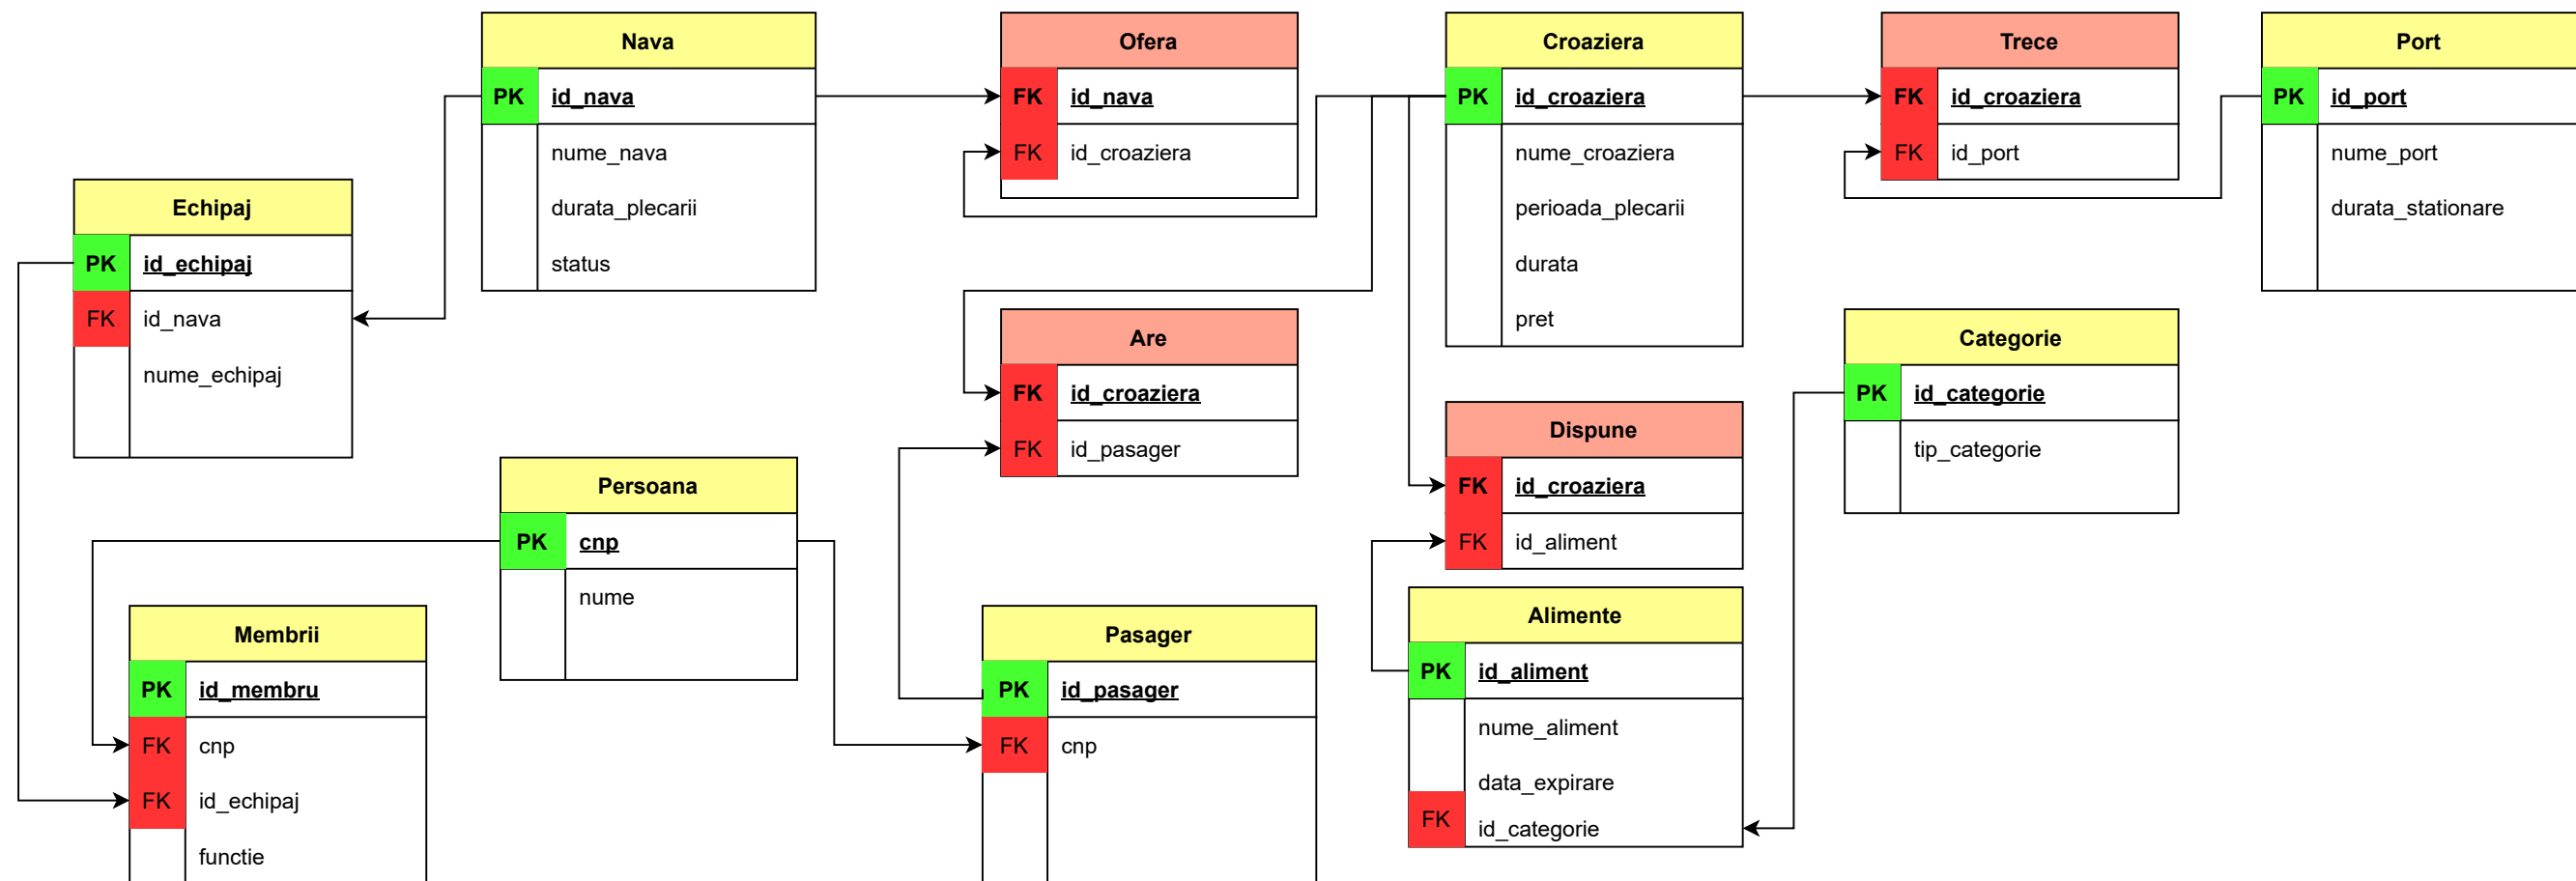 Nava
PK id_nava
nume_nava
durata_plecarii
status
Ofera
FK id_nava
FK id_croaziera
Croaziera
PK id_croaziera
nume_croaziera
perioada_plecarii
durata
pret
Trece
FK id_croaziera
FK id_port
Port
PK id_port
nume_port
durata_stationare
Echipaj
PK id_echipaj
FK id_nava
nume_echipaj
Are
FK id_croaziera
FK id_pasager
Categorie
PK id_categorie
tip_categorie
Dispune
FK id_croaziera
FK id_aliment
Persoana
PK cnp
nume
Membrii
PK id_membru
FK cnp
FK id_echipaj
functie
Pasager
PK id_pasager
FK cnp
Alimente
PK id_aliment
nume_aliment
data_expirare
FK id_categorie